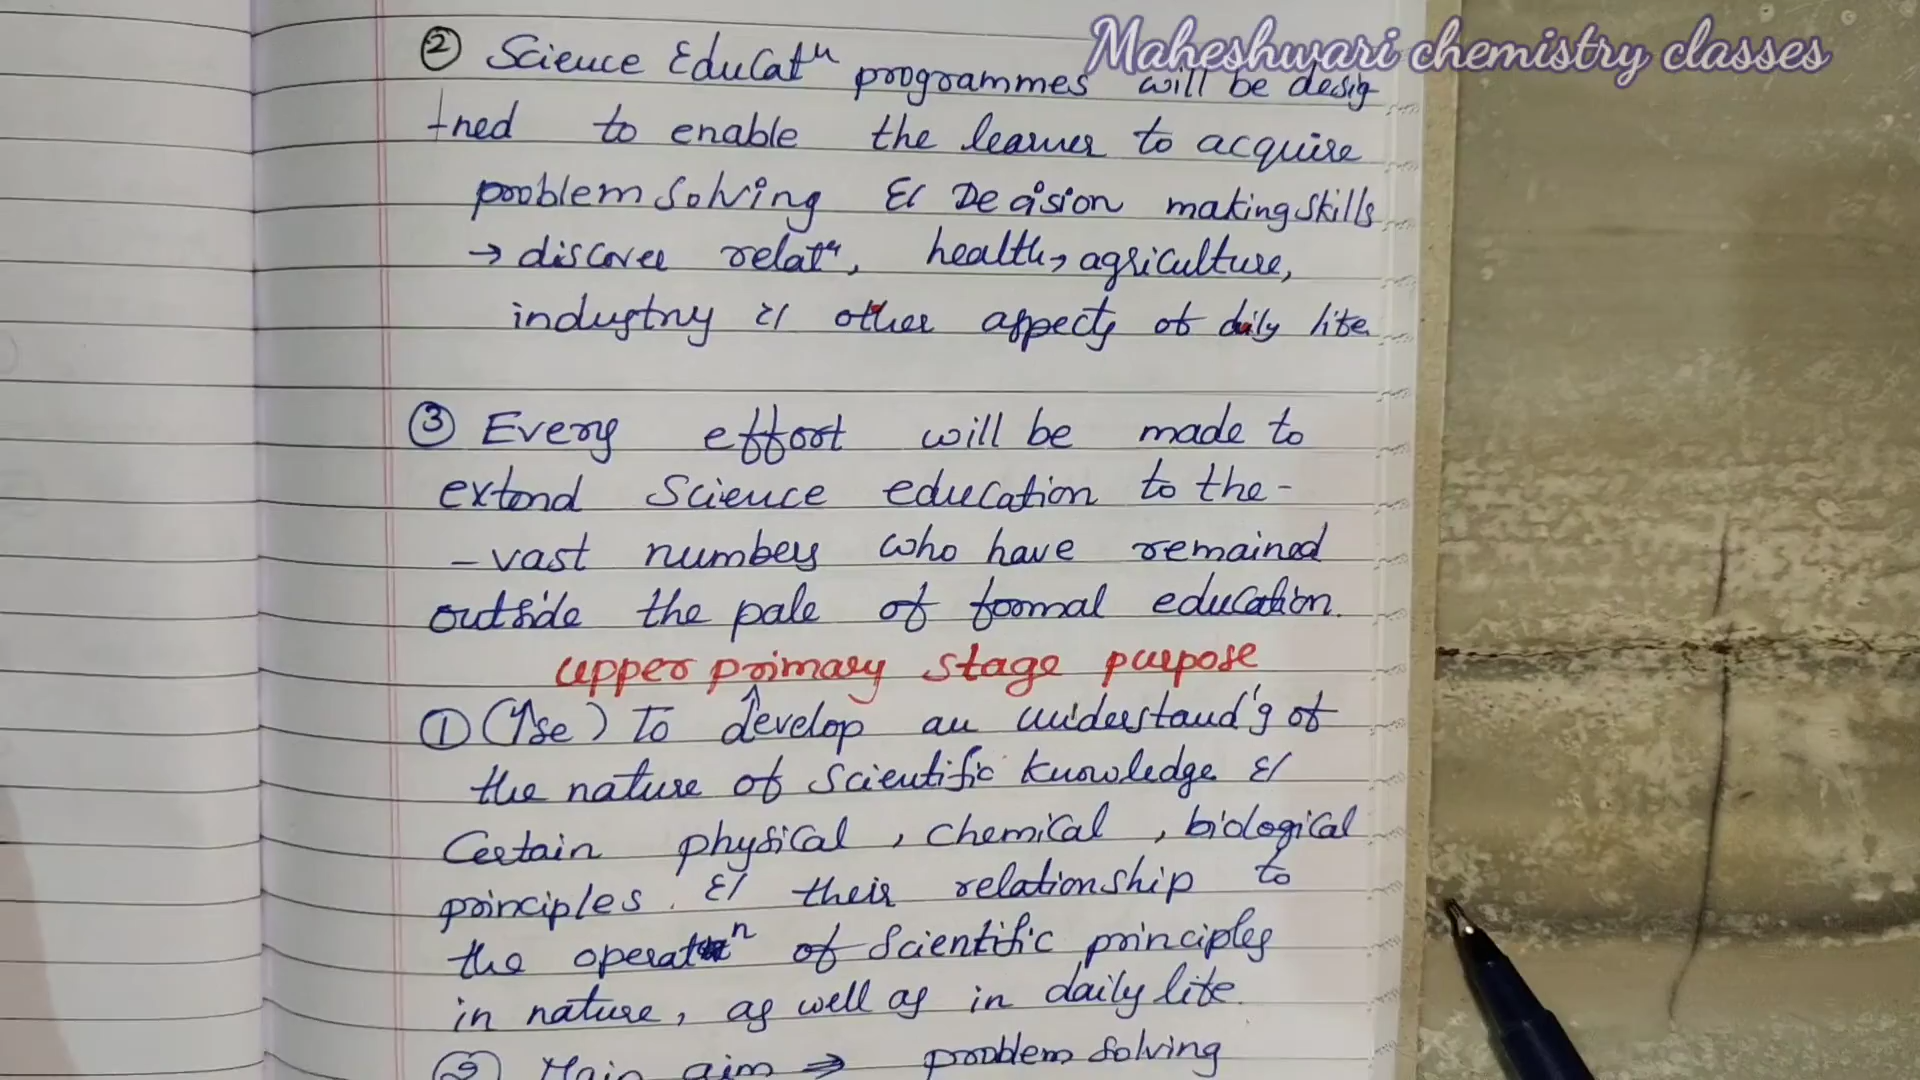 Maheshwari chemistry classes
② Science Educatⁿ programmes will be desig
-ned to enable the learner to acquire
problem solving & Decision making skills
→ discover relatⁿ, health, agriculture,
industry & other aspects of daily life
③ Every effort will be made to
extend Science education to the -
- vast numbers who have remained
outside the pale of formal education.
upper primary stage purpose
① To develop an understand'g of
the nature of Scientific knowledge &
Certain physical, chemical, biological
principles. & their relationship to
the operatⁿ of Scientific principles
in nature, as well as in daily life.
② Main aim ⇒ problem solving